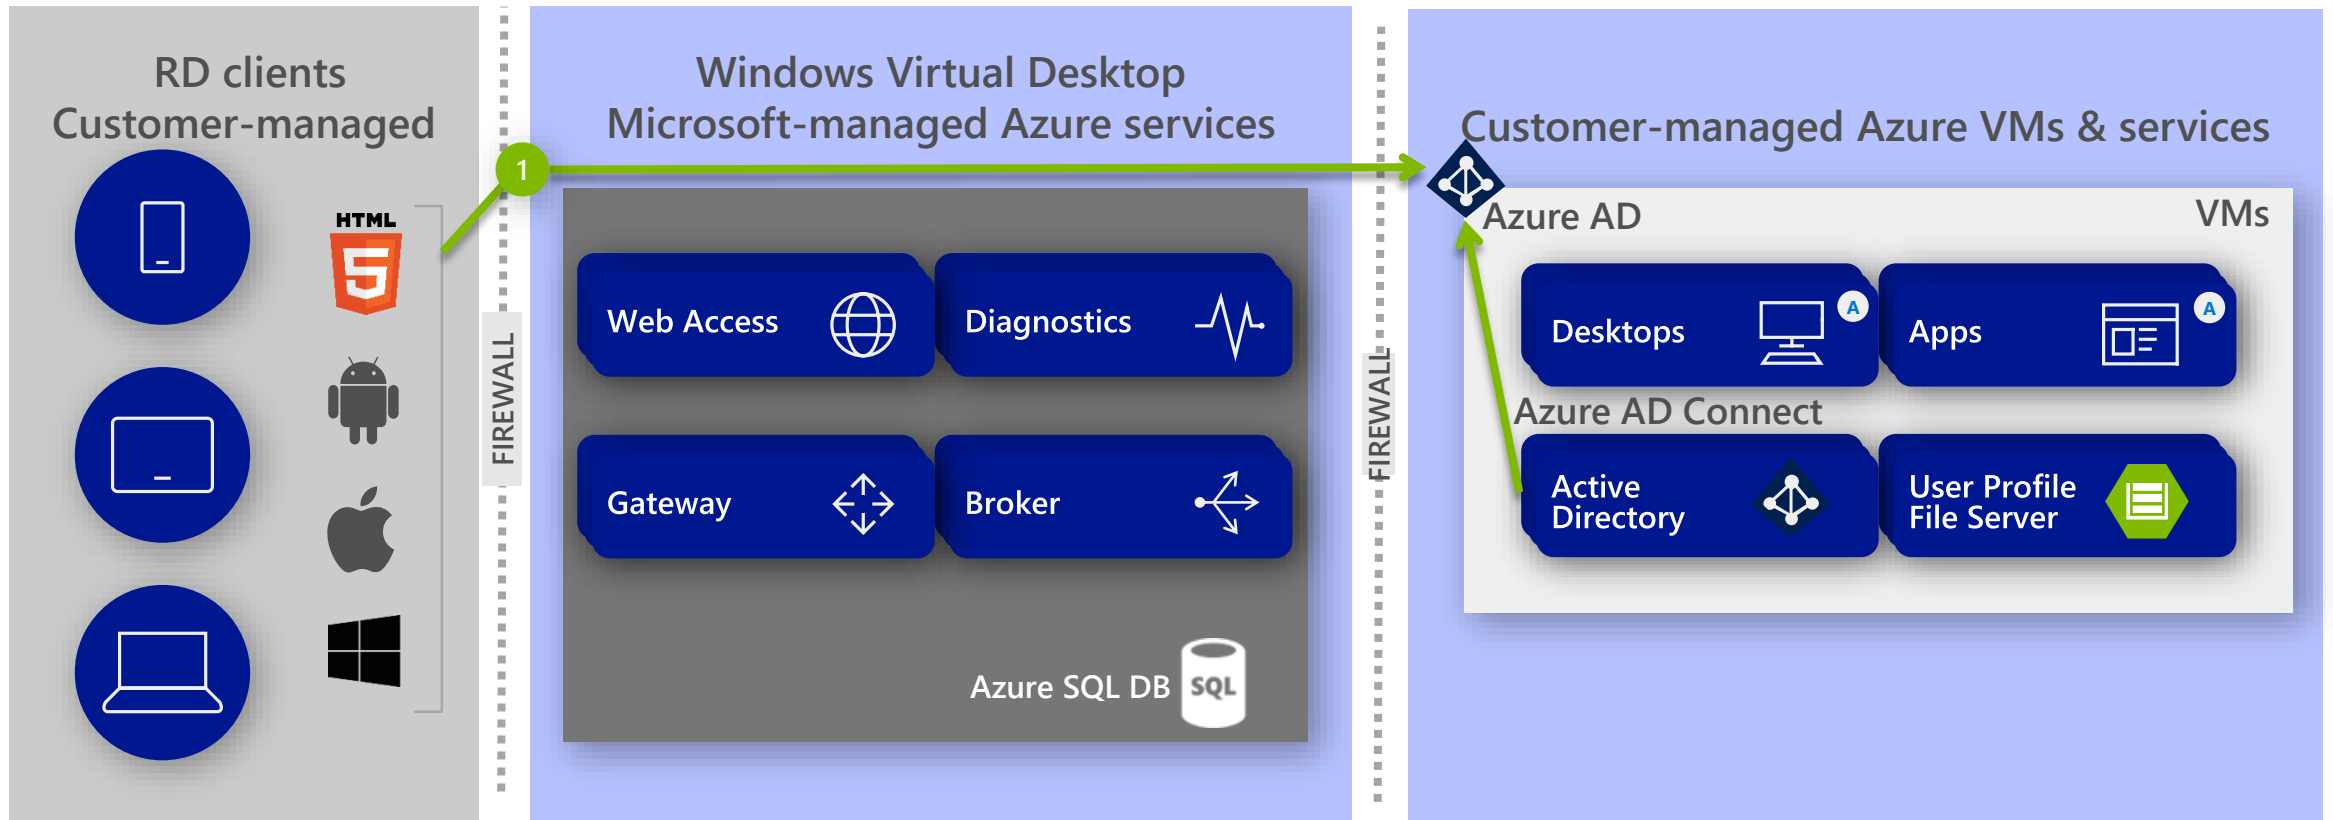 RD clients
Customer-managed
HTML
5
FIREWALL
1
Windows Virtual Desktop
Microsoft-managed Azure services
Web Access
Diagnostics
Gateway
Broker
Azure SQL DB
SQL
FIREWALL
Customer-managed Azure VMs & services
Azure AD
VMs
Desktops
A
Apps
A
Azure AD Connect
Active
Directory
User Profile
File Server